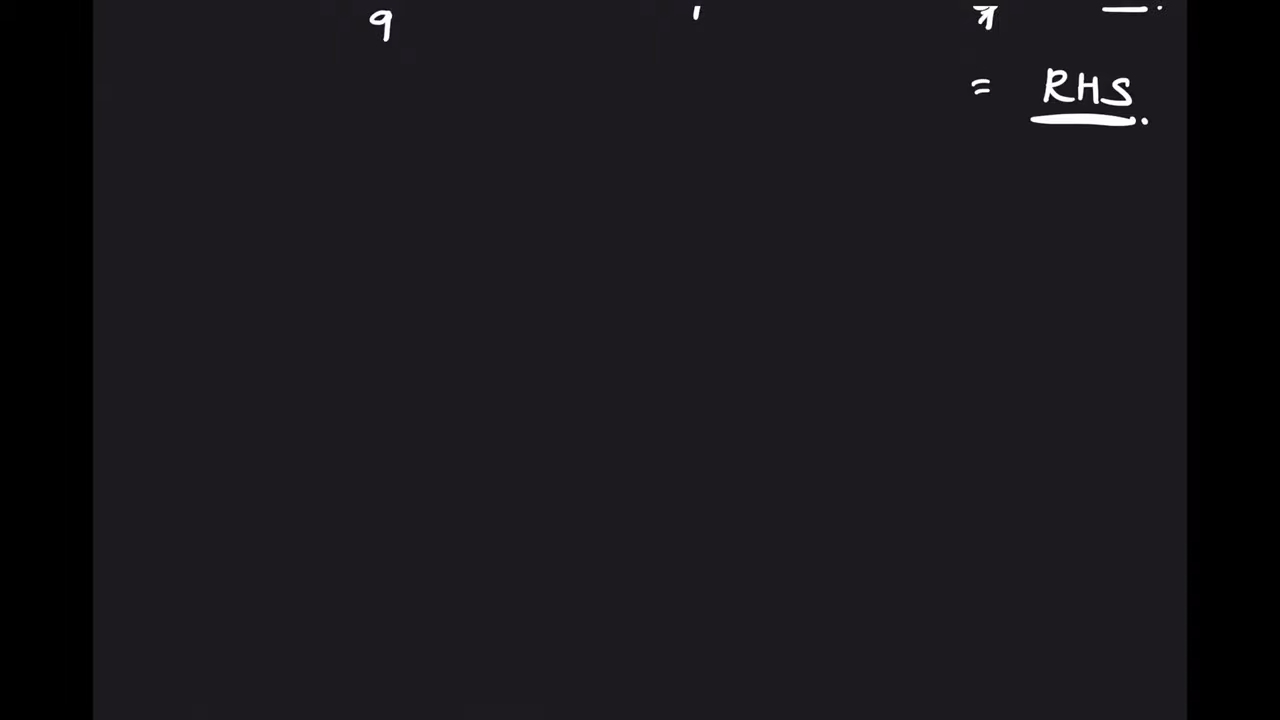 9
= RHS.